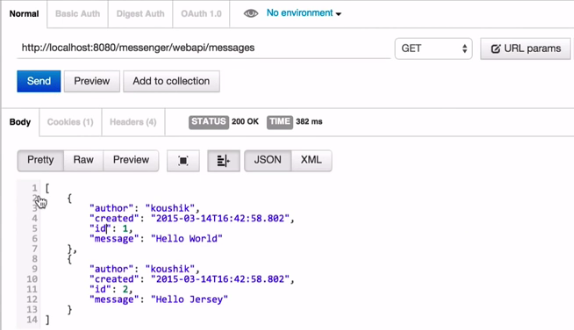 Normal Basic Auth Digest Auth OAuth 1.0 No environment
http://localhost:8080/messenger/webapi/messages GET URL params
Send Preview Add to collection
Body Cookies (1) Headers (4) STATUS 200 OK TIME 382 ms
Pretty Raw Preview JSON XML
1 [
2 {
3 "author": "koushik",
4 "created": "2015-03-14T16:42:58.802",
5 "id": 1,
6 "message": "Hello World"
7 },
8 {
9 "author": "koushik",
10 "created": "2015-03-14T16:42:58.802",
11 "id": 2,
12 "message": "Hello Jersey"
13 }
14 ]